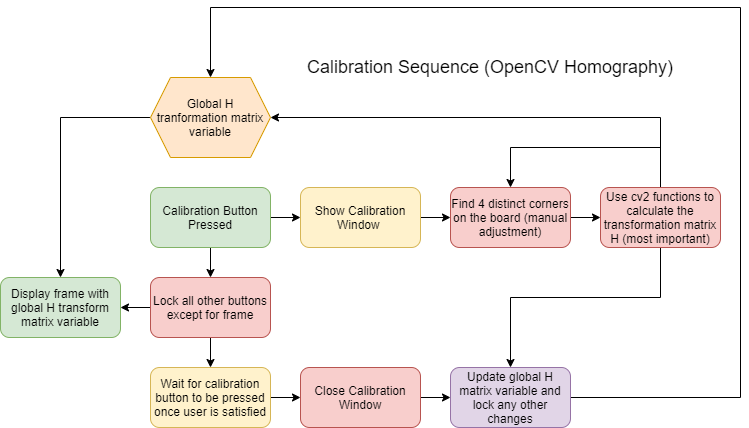 Calibration Sequence (OpenCV Homography)
Global H
tranformation matrix
variable
Calibration Button
Pressed
Show Calibration
Window
Find 4 distinct corners
on the board (manual
adjustment)
Use cv2 functions to
calculate the
transformation matrix
H (most important)
Display frame with
global H transform
matrix variable
Lock all other buttons
except for frame
Wait for calibration
button to be pressed
once user is satisfied
Close Calibration
Window
Update global H
matrix variable and
lock any other
changes